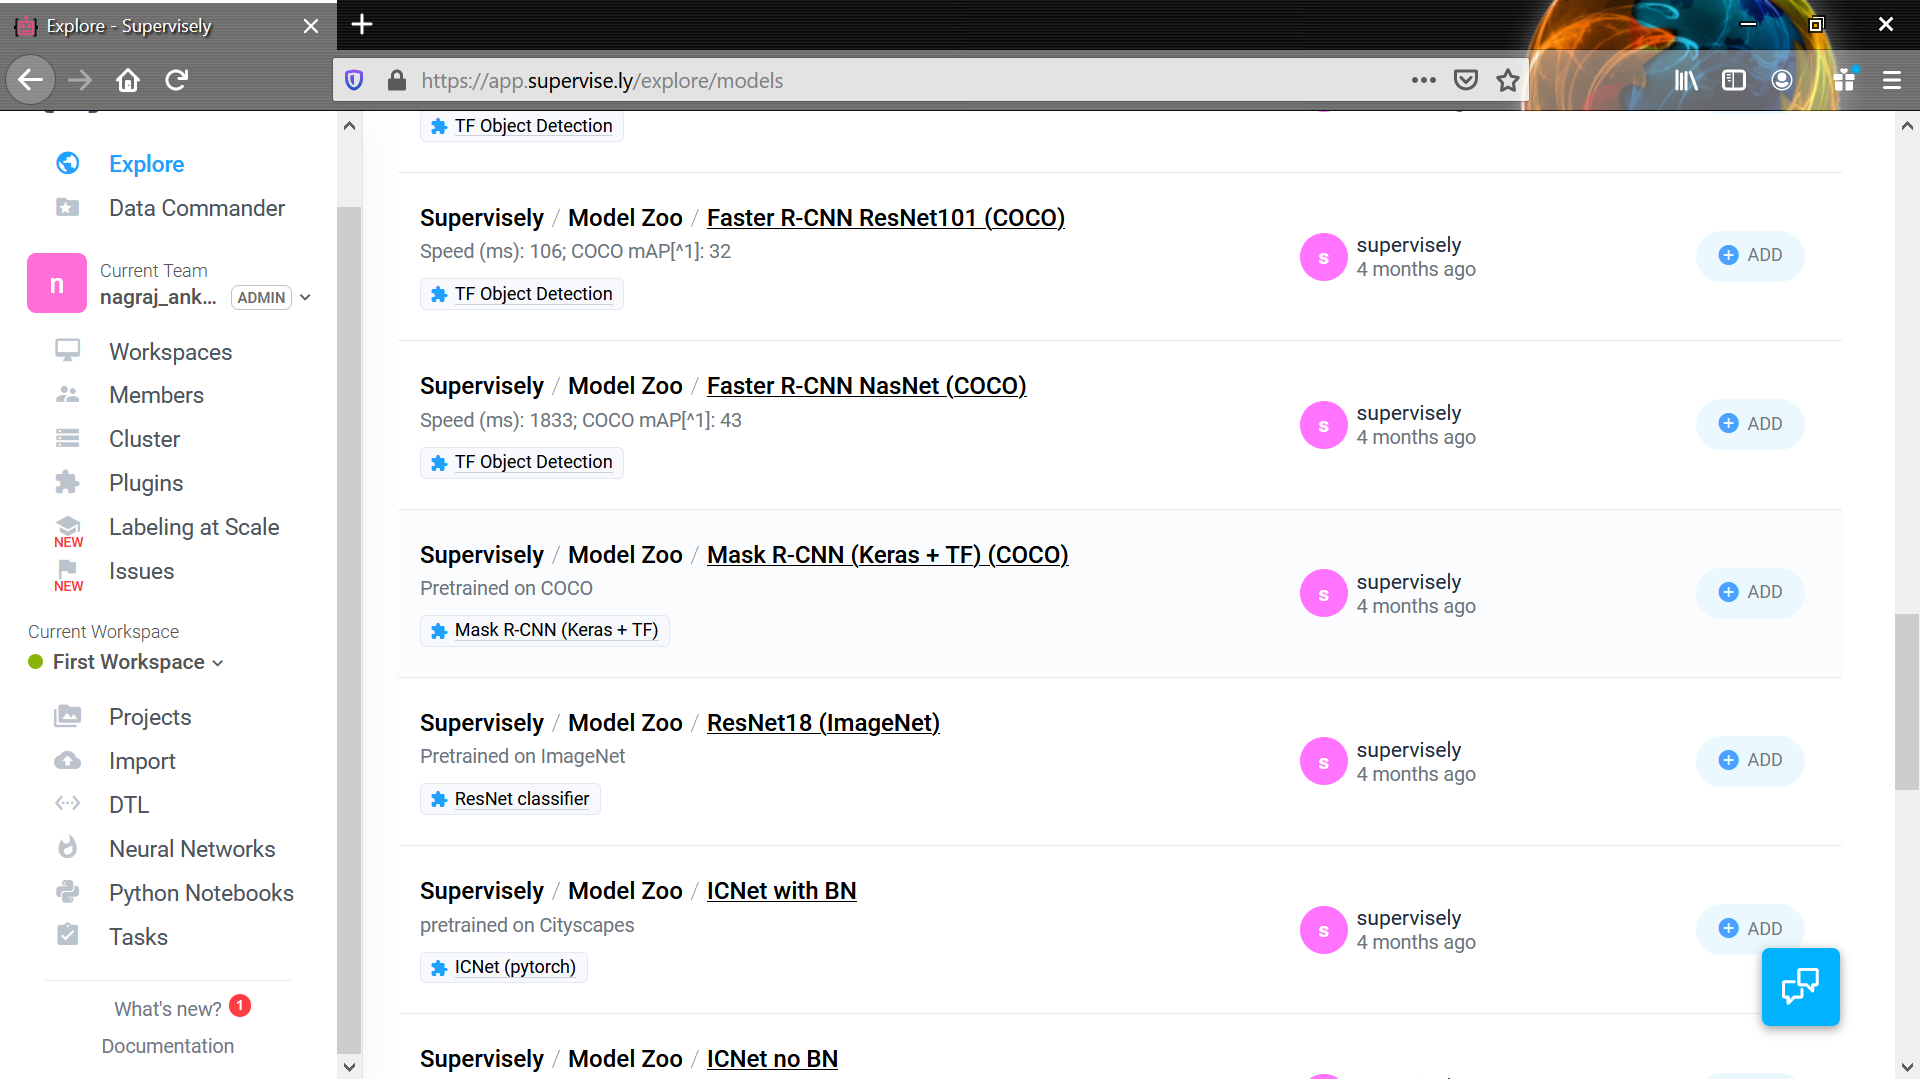 Explore - Supervisely
https://app.supervise.ly/explore/models
Explore
Data Commander
n
Current Team
nagraj_ank... ADMIN
Workspaces
Members
Cluster
Plugins
Labeling at Scale
NEW
Issues
NEW
Current Workspace
First Workspace
Projects
Import
DTL
Neural Networks
Python Notebooks
Tasks
What's new? 1
Documentation
TF Object Detection
Supervisely / Model Zoo / Faster R-CNN ResNet101 (COCO)
Speed (ms): 106; COCO mAP[^1]: 32
TF Object Detection
s
supervisely
4 months ago
ADD
Supervisely / Model Zoo / Faster R-CNN NasNet (COCO)
Speed (ms): 1833; COCO mAP[^1]: 43
TF Object Detection
s
supervisely
4 months ago
ADD
Supervisely / Model Zoo / Mask R-CNN (Keras + TF) (COCO)
Pretrained on COCO
Mask R-CNN (Keras + TF)
s
supervisely
4 months ago
ADD
Supervisely / Model Zoo / ResNet18 (ImageNet)
Pretrained on ImageNet
ResNet classifier
s
supervisely
4 months ago
ADD
Supervisely / Model Zoo / ICNet with BN
pretrained on Cityscapes
ICNet (pytorch)
s
supervisely
4 months ago
ADD
Supervisely / Model Zoo / ICNet no BN